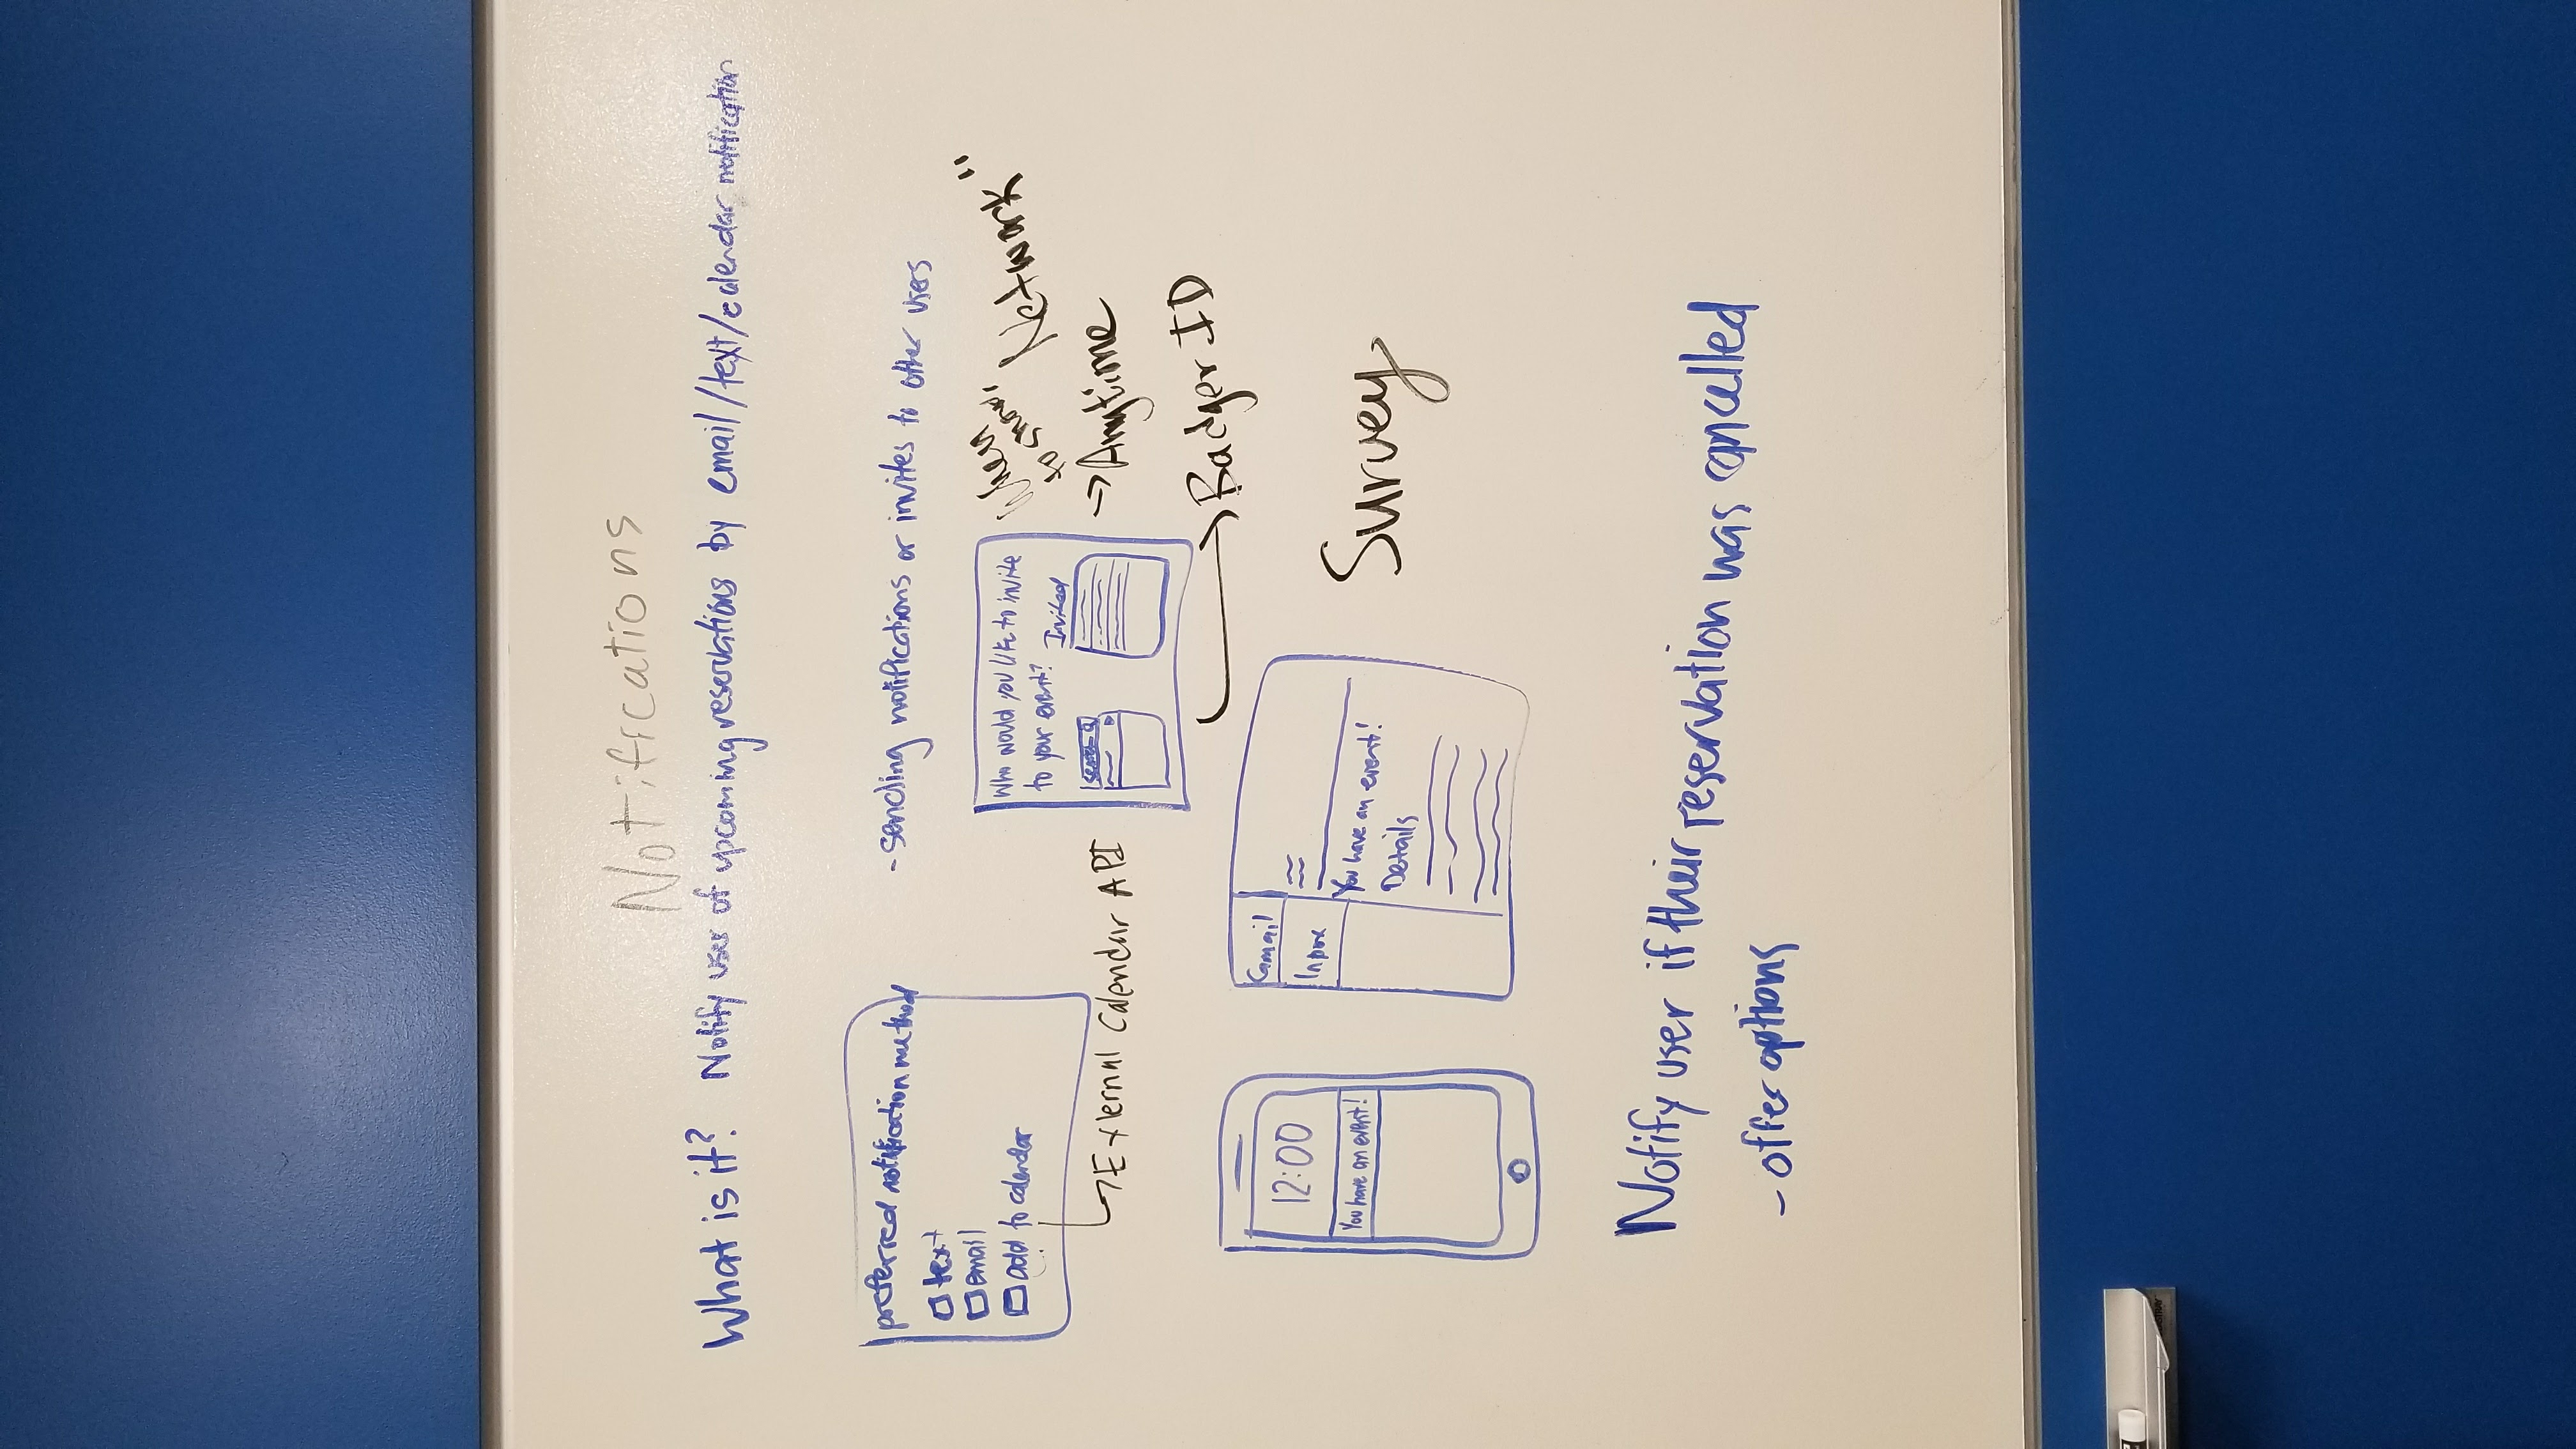 Notifications
What is it? Notify user of upcoming reservations by email/text/calendar notification
preferred notification method
text
email
add to calendar
External Calendar API
-sending notifications or invites to other users
Who would you like to invite
to your event?
Invited
search
When
to show,
Network"
Anytime
Badger ID
12:00
You have an event!
Gmail
Inbox
You have an event!
Details
Survey
Notify user if their reservation was cancelled
- offer options